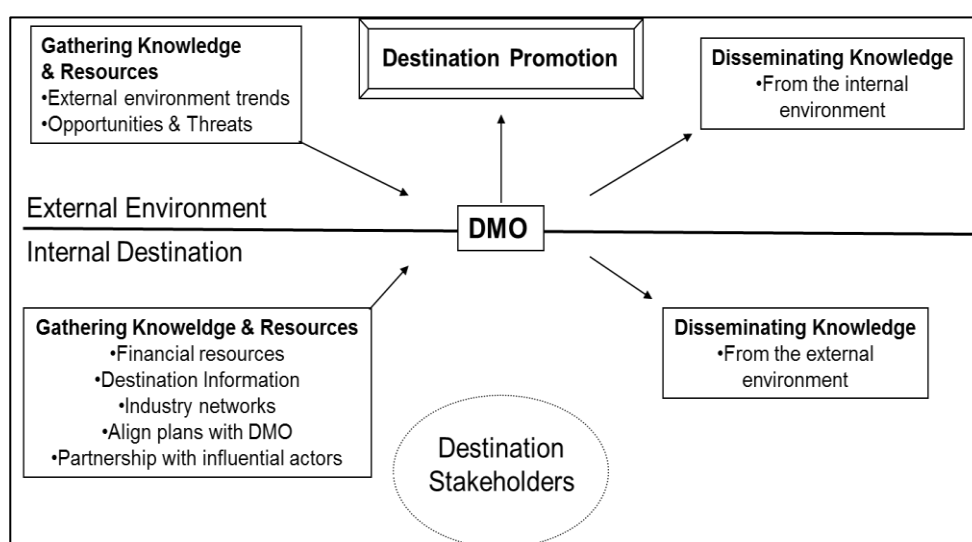 Gathering Knowledge
& Resources
•External environment trends
•Opportunities & Threats
Destination Promotion
Disseminating Knowledge
•From the internal
environment
External Environment
DMO
Internal Destination
Gathering Knoweldge & Resources
•Financial resources
•Destination Information
•Industry networks
•Align plans with DMO
•Partnership with influential actors
Disseminating Knowledge
•From the external
environment
Destination
Stakeholders